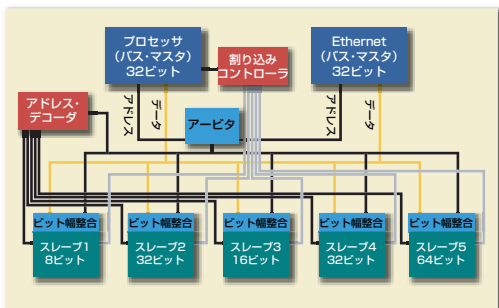 プロセッサ
(バス・マスタ)
32ビット
割り込み
コントローラ
Ethernet
(バス・マスタ)
32ビット
アドレス・
デコーダ
アドレス
データ
アービタ
アドレス
データ
ビット幅整合
ビット幅整合
ビット幅整合
ビット幅整合
ビット幅整合
スレーブ1
8ビット
スレーブ2
32ビット
スレーブ3
16ビット
スレーブ4
32ビット
スレーブ5
64ビット